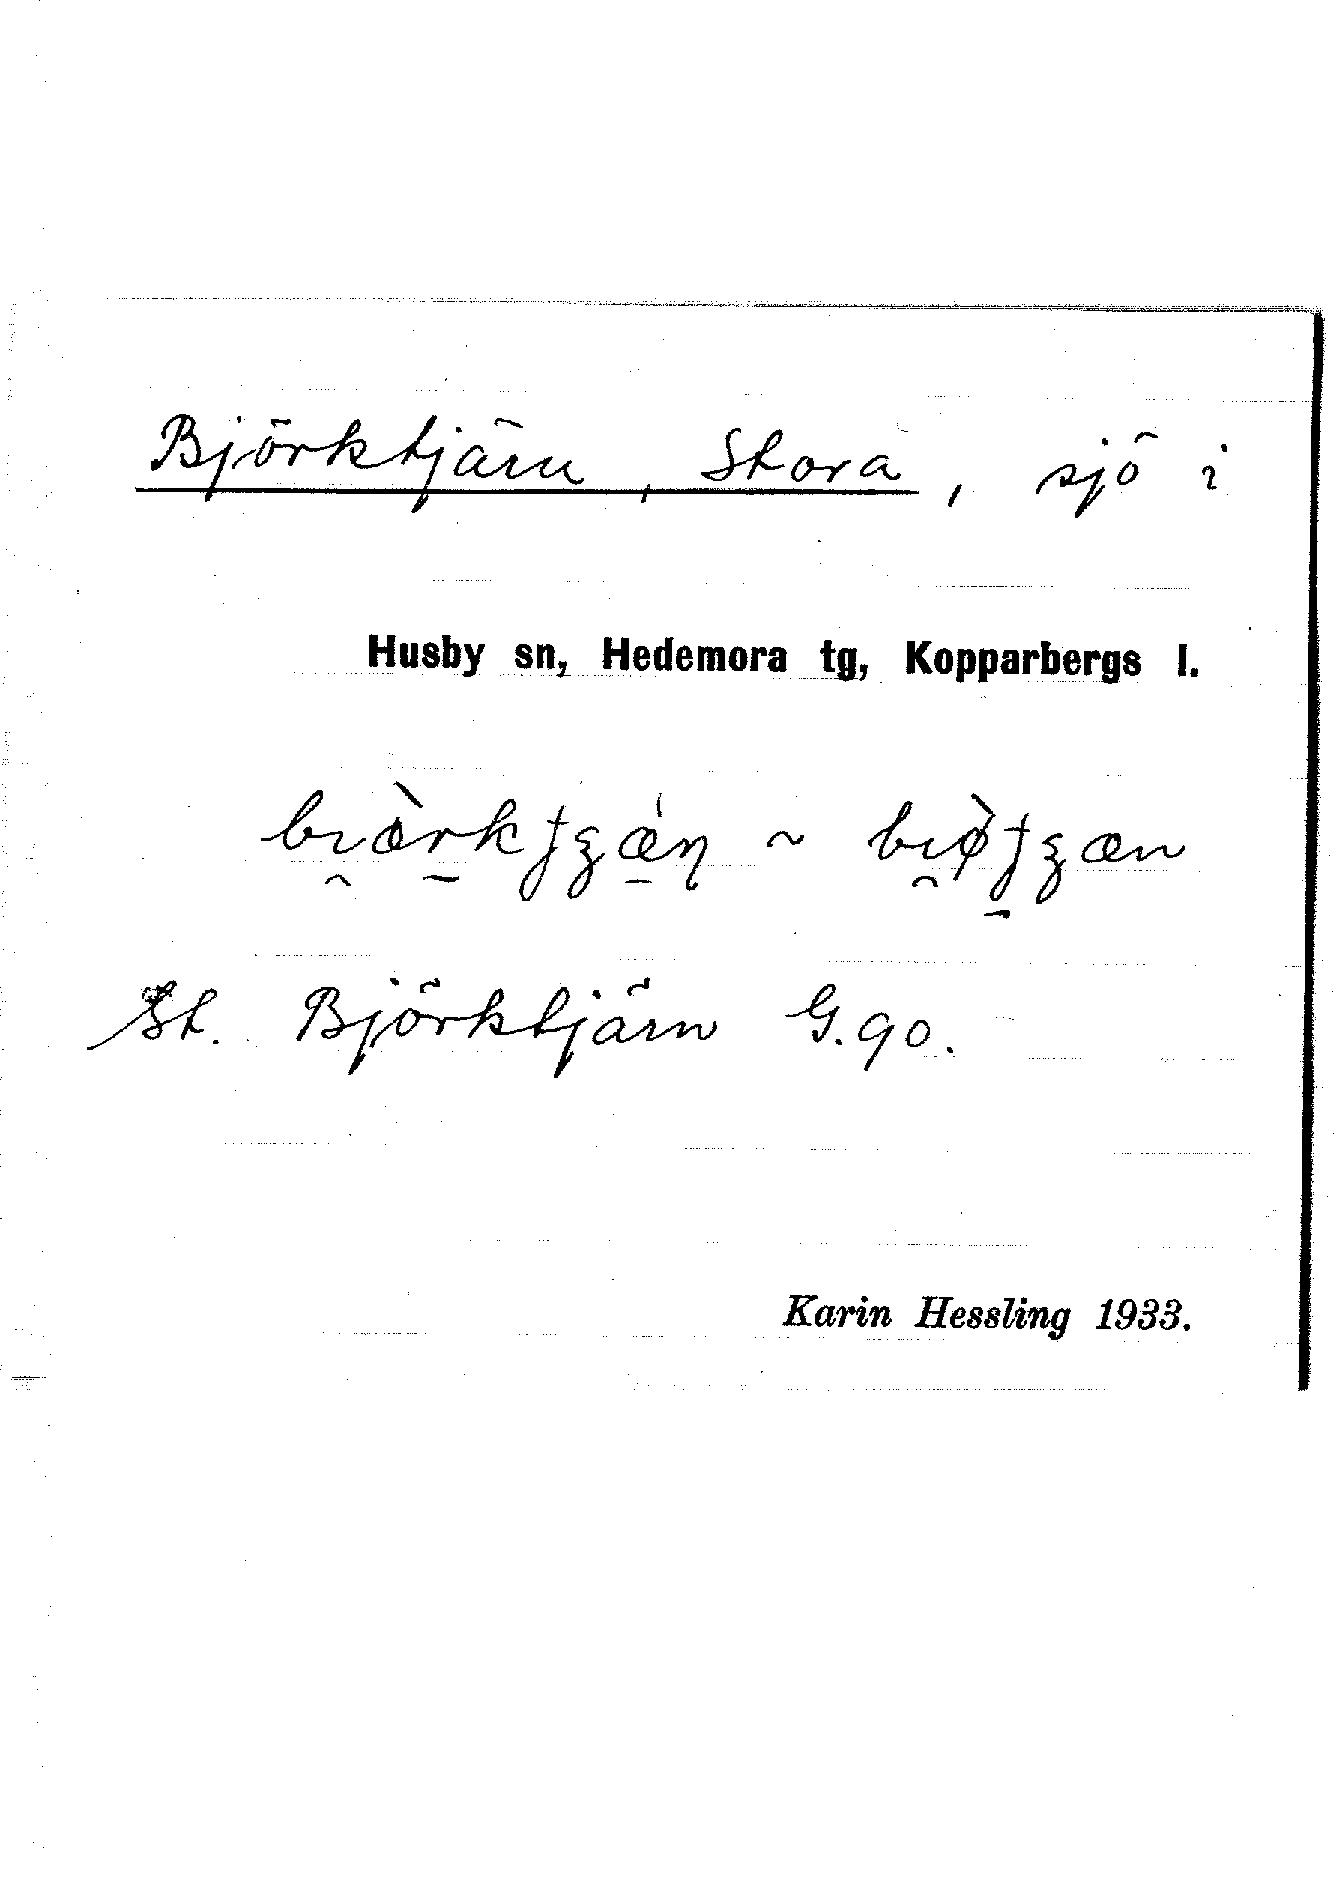 Björktjärn, Stora, sjö i
Husby sn, Hedemora tg, Kopparbergs l.
~
St. Björktjärn G.90.
Karin Hessling 1933.